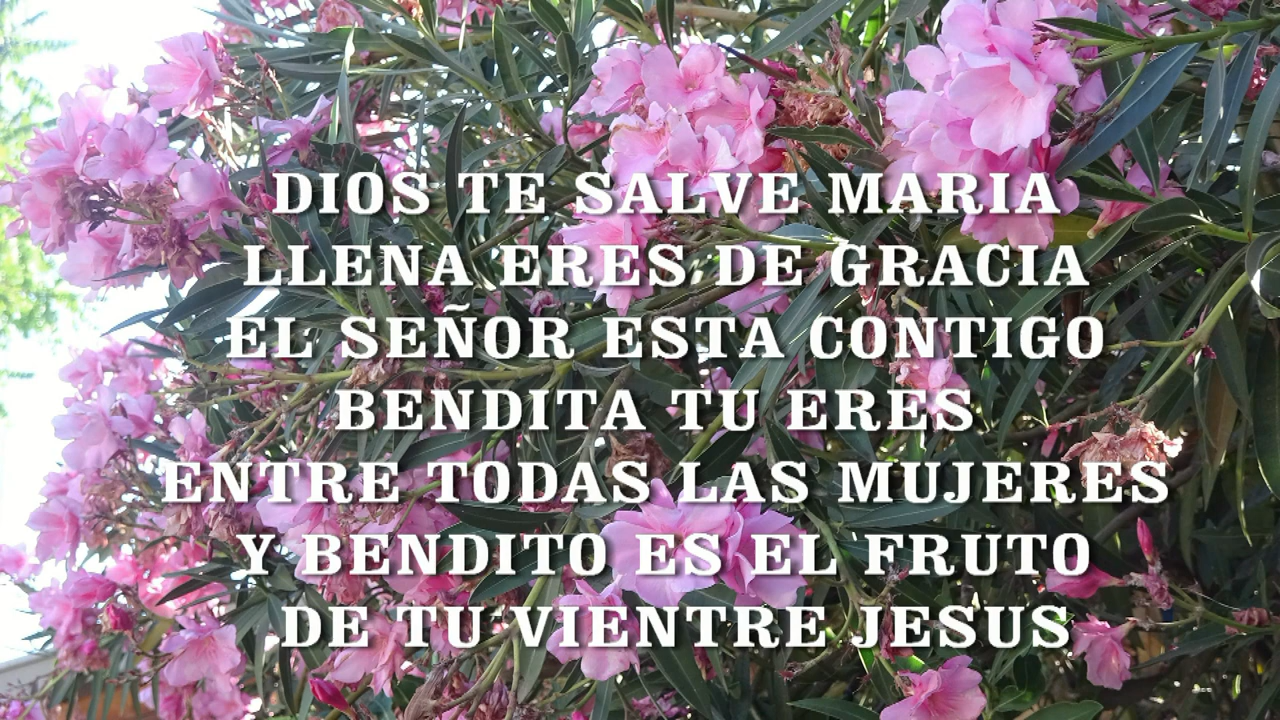 DIOS TE SALVE MARIA
LLENA ERES DE GRACIA
EL SEÑOR ESTA CONTIGO
BENDITA TU ERES
ENTRE TODAS LAS MUJERES
Y BENDITO ES EL FRUTO
DE TU VIENTRE JESUS